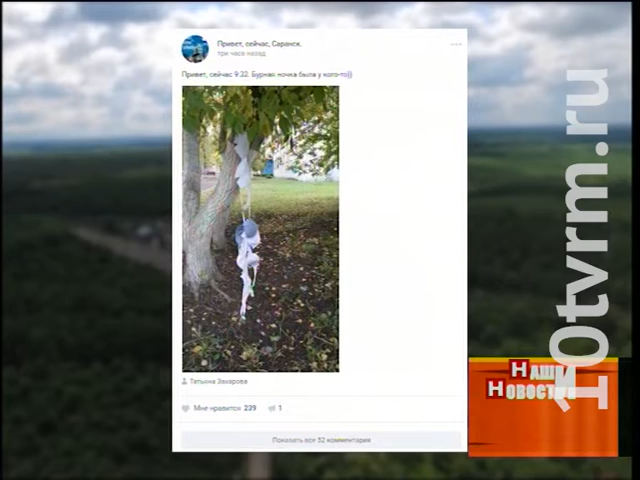 Привет, сейчас, Саранск.
три часа назад
Привет, сейчас 9:32. Бурная ночка была у кого-то))
Татьяна Захарова
Мне нравится 239 1
Показать все 32 комментария
10tvrm.ru
НАШИ
НОВОСТИ